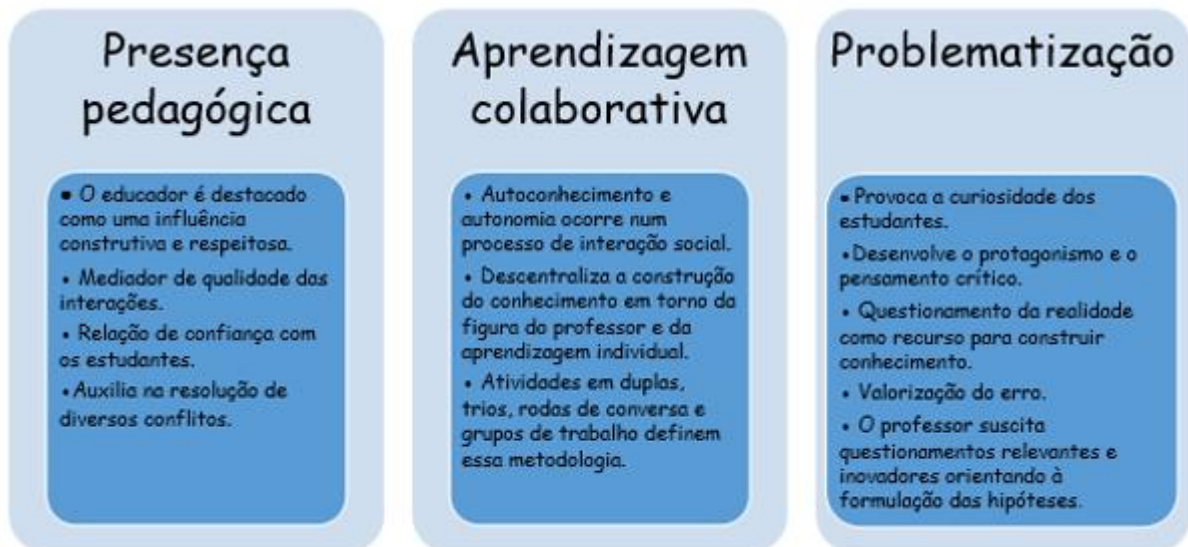 Presença
pedagógica
▪ O educador é destacado
como uma influência
construtiva e respeitosa.
• Mediador de qualidade das
interações.
• Relação de confiança com
os estudantes.
•Auxilia na resolução de
diversos conflitos.
Aprendizagem
colaborativa
• Autoconhecimento e
autonomia ocorre num
processo de interação social.
• Descentraliza a construção
do conhecimento em torno da
figura do professor e da
aprendizagem individual.
• Atividades em duplas,
trios, rodas de conversa e
grupos de trabalho definem
essa metodologia.
Problematização
▪ Provoca a curiosidade dos
estudantes.
•Desenvolve o protagonismo e o
pensamento crítico.
• Questionamento da realidade
como recurso para construir
conhecimento.
• Valorização do erro.
• O professor suscita
questionamentos relevantes e
inovadores orientando à
formulação das hipóteses.